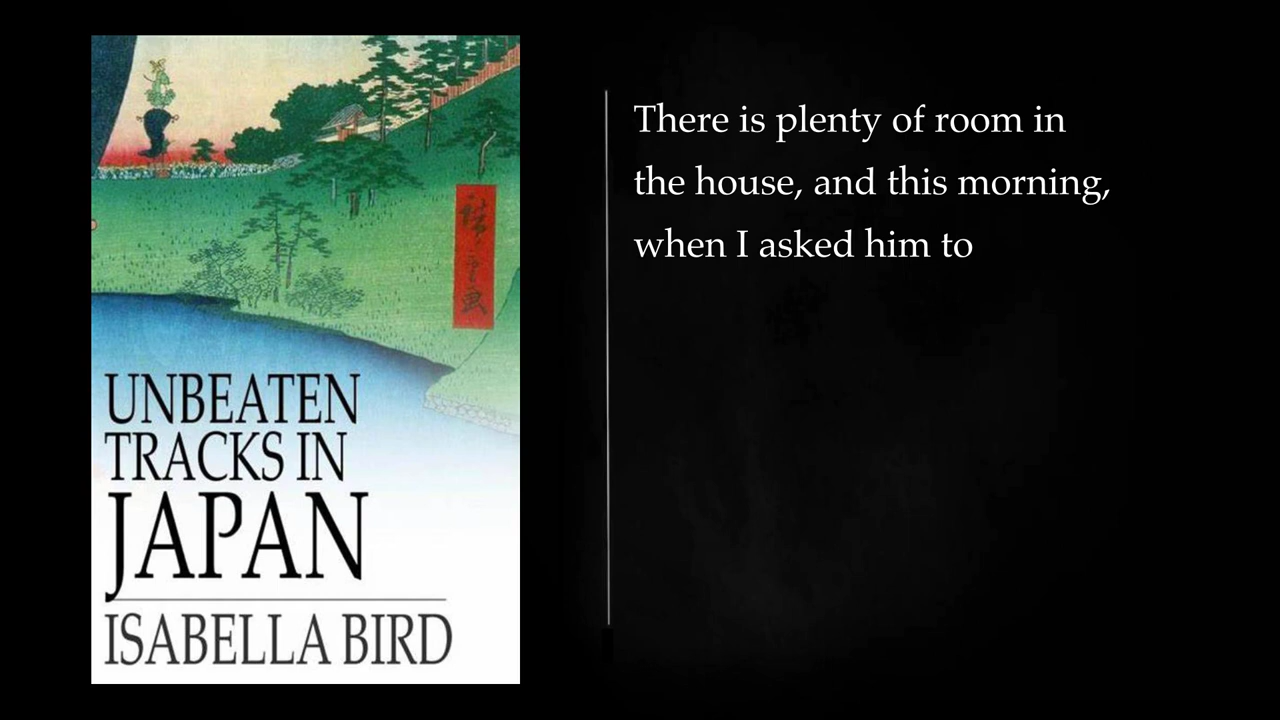 UNBEATEN
TRACKS IN
JAPAN
ISABELLA BIRD
There is plenty of room in
the house, and this morning,
when I asked him to